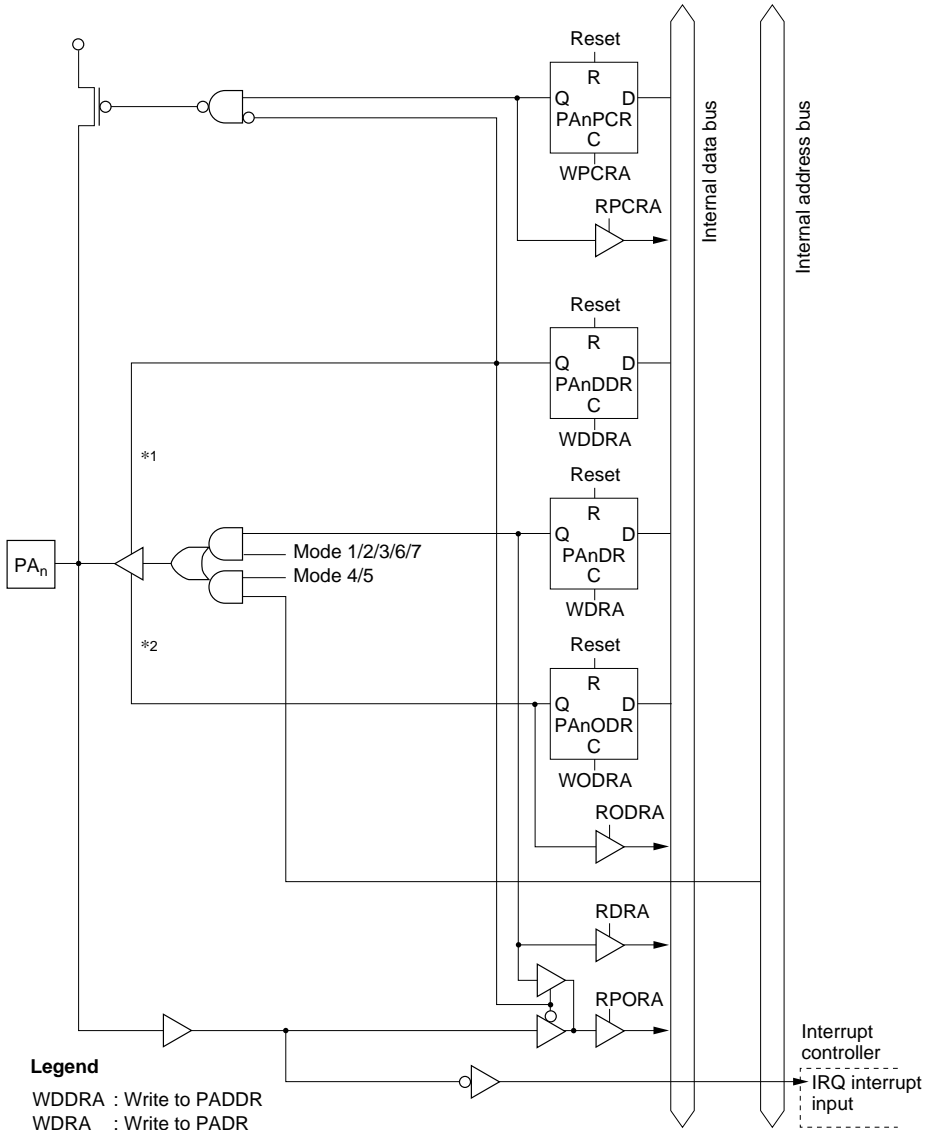 Reset
R
Q D
PAnPCR
C
WPCRA
RPCRA
Internal data bus
Internal address bus
Reset
R
Q D
PAnDDR
C
WDDRA
*1
Reset
R
Q D
PAnDR
C
WDRA
Mode 1/2/3/6/7
Mode 4/5
PAn
*2
Reset
R
Q D
PAnODR
C
WODRA
RODRA
RDRA
RPORA
Interrupt
controller
IRQ interrupt
input
Legend
WDDRA : Write to PADDR
WDRA : Write to PADR